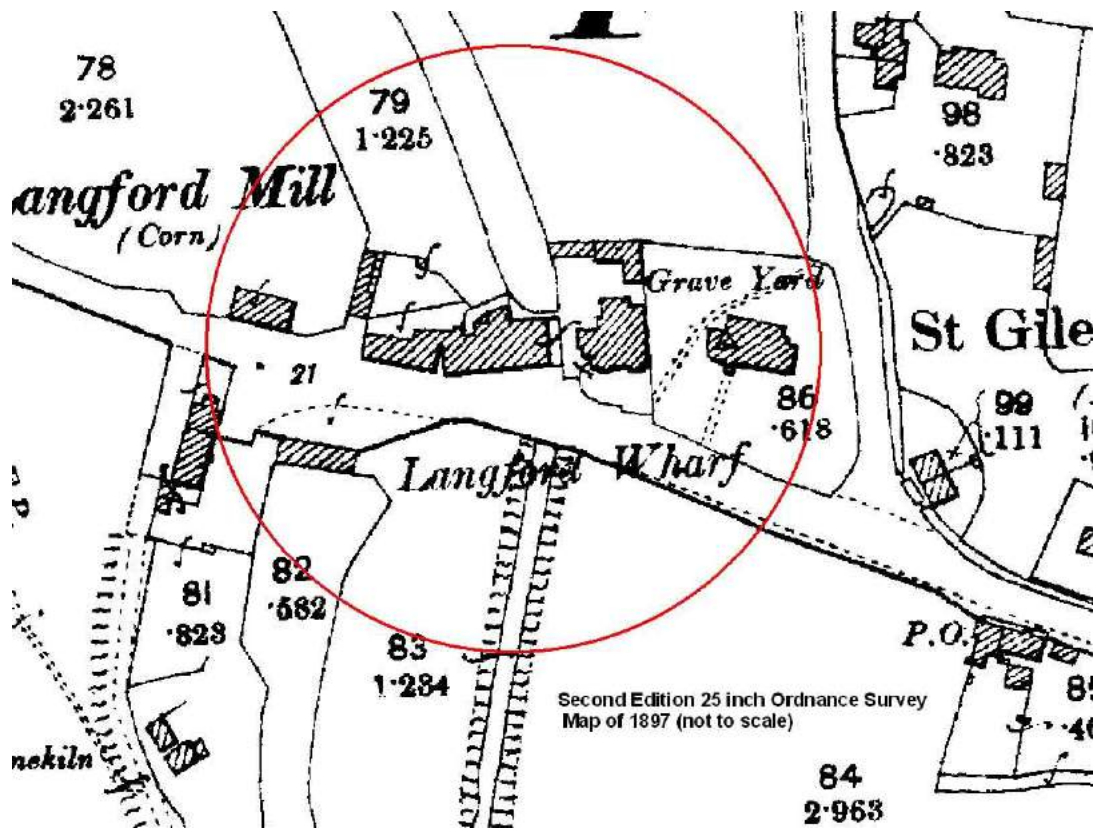 78
2·261
79
1·225
98
·823
angford Mill
(Corn)
Grave Yard
St Gile
21
86
·618
99
·111
Langford Wharf
81
·823
82
·582
83
1·234
P.O.
Second Edition 25 inch Ordnance Survey
Map of 1897 (not to scale)
nekiln
84
2·963